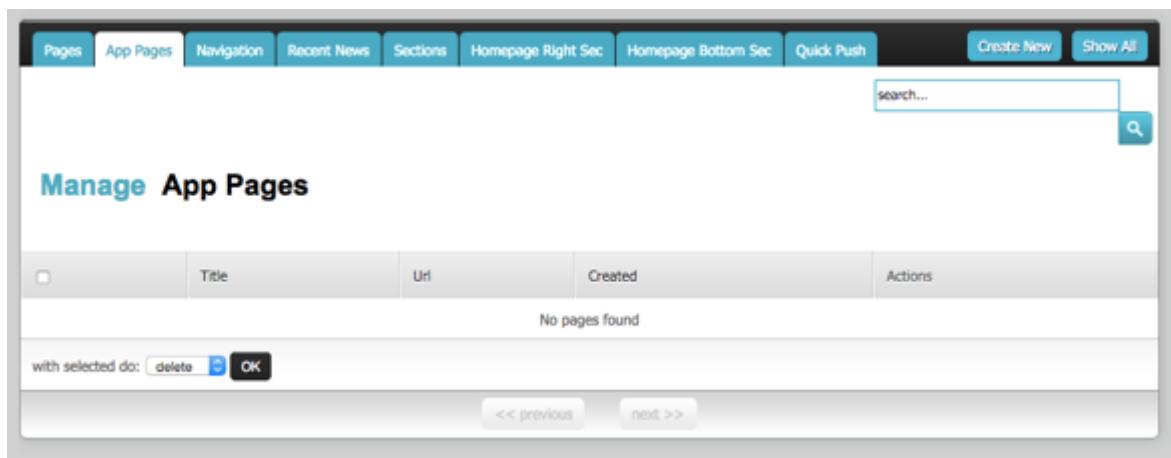 Pages App Pages Navigation Recent News Sections Homepage Right Sec Homepage Bottom Sec Quick Push Create New Show All
search...
Manage App Pages
Title Url Created Actions
No pages found
with selected do: delete OK
<< previous next >>